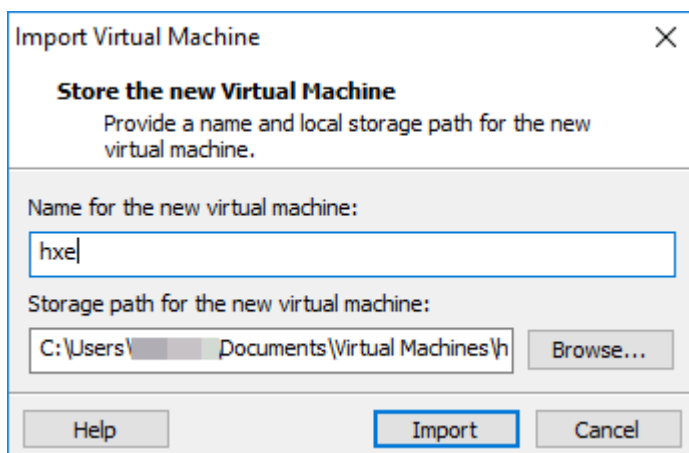 Import Virtual Machine
Store the new Virtual Machine
Provide a name and local storage path for the new
virtual machine.
Name for the new virtual machine:
hxe
Storage path for the new virtual machine:
C:\Users\ Documents\Virtual Machines\h Browse...
Help Import Cancel